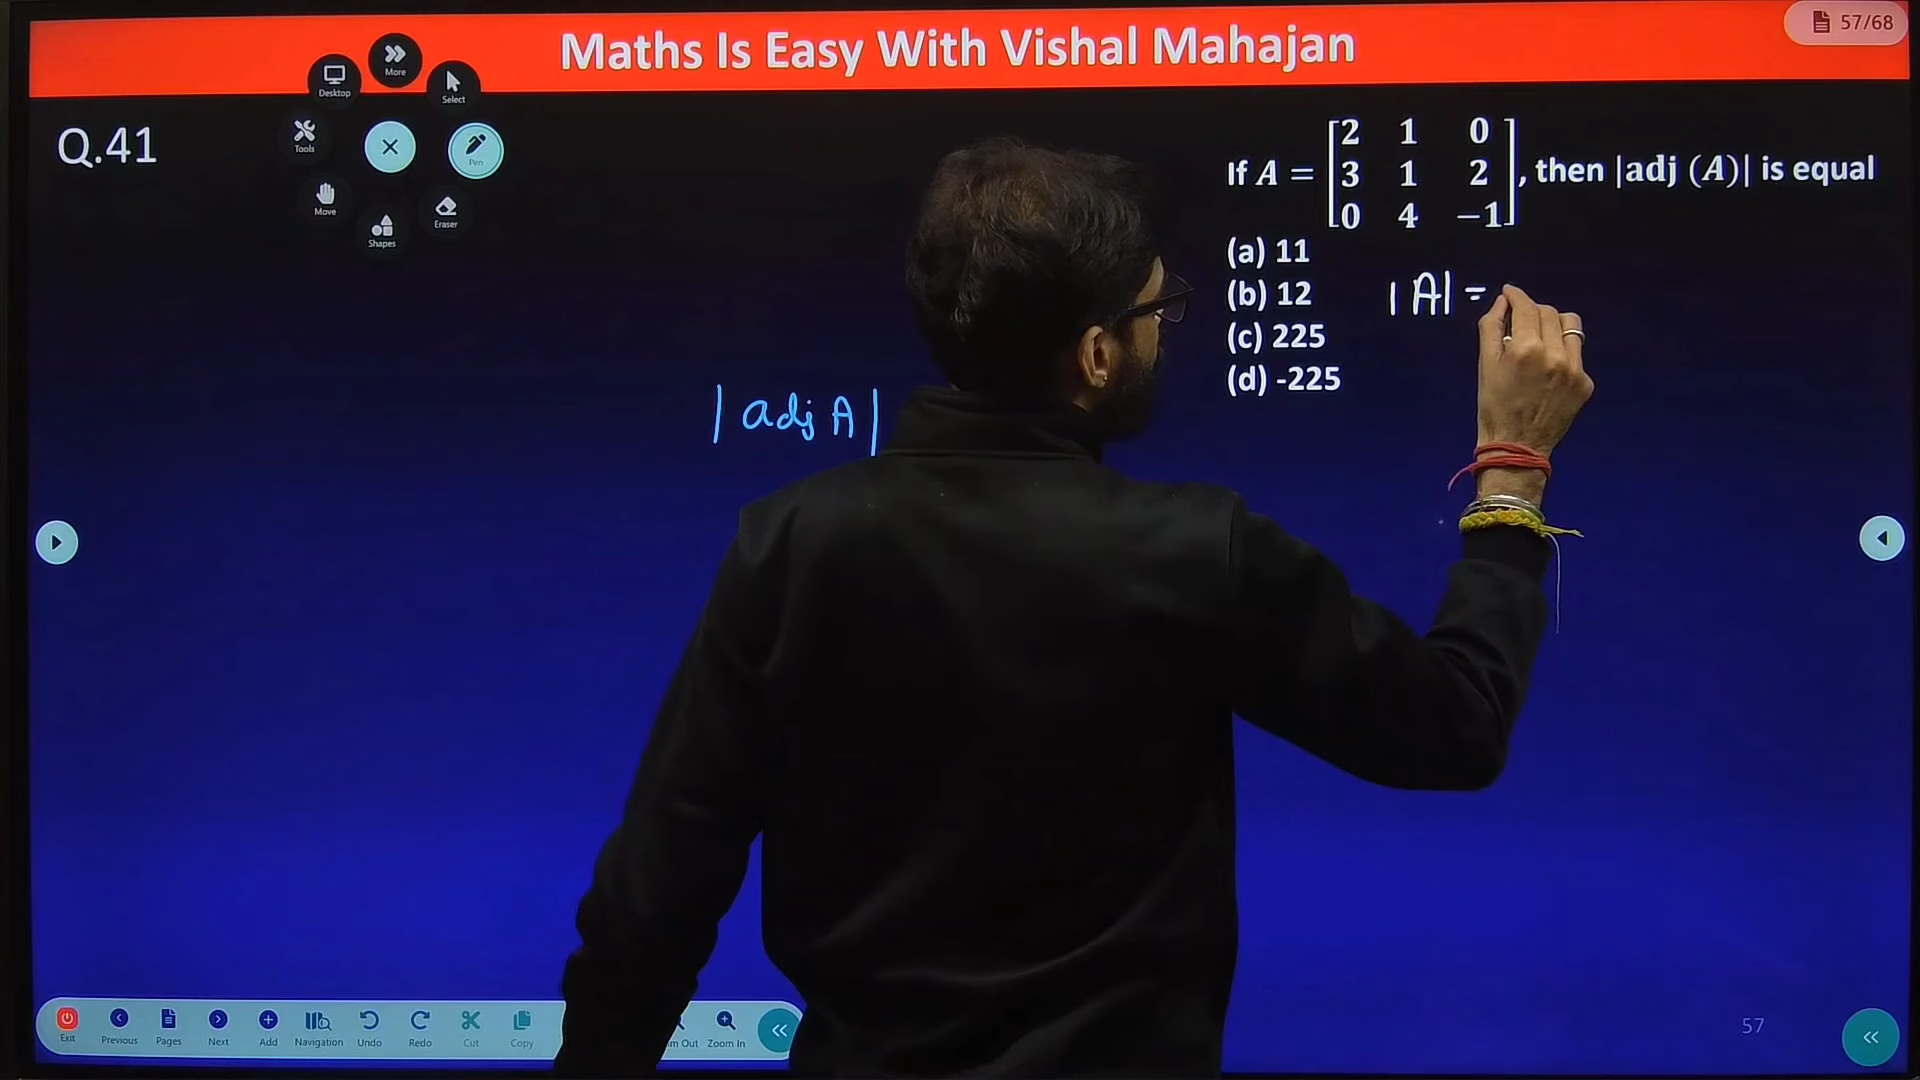 Maths Is Easy With Vishal Mahajan
57/68
Desktop
More
Select
Tools
Pen
Move
Shapes
Eraser
Q.41
If A = [2 1 0
3 1 2
0 4 −1], then |adj (A)| is equal
(a) 11
(b) 12
(c) 225
(d) -225
|A| =
|adj A|
Exit Previous Pages Next Add Navigation Undo Redo Cut Copy Out Zoom In
57